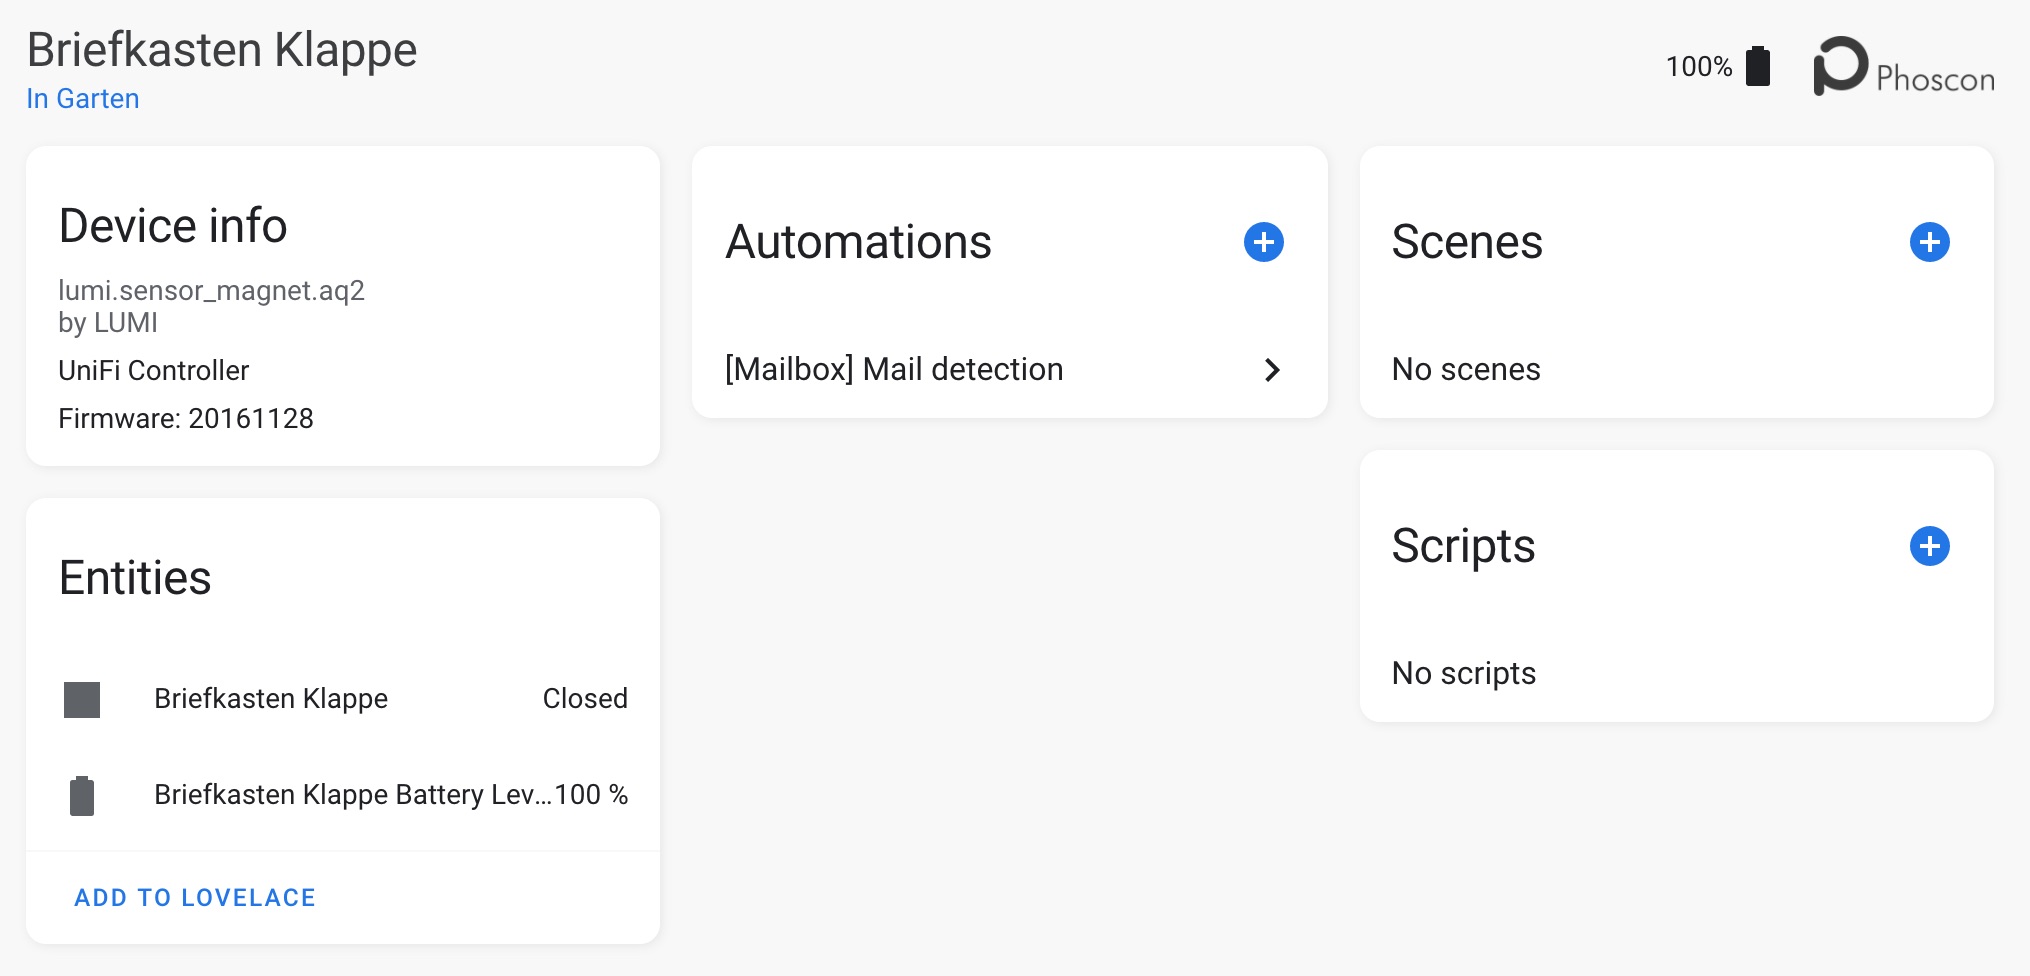 Briefkasten Klappe
In Garten
100%
Phoscon
Device info
lumi.sensor_magnet.aq2
by LUMI
UniFi Controller
Firmware: 20161128
Entities
Briefkasten Klappe Closed
Briefkasten Klappe Battery Lev...100 %
ADD TO LOVELACE
Automations
[Mailbox] Mail detection
Scenes
No scenes
Scripts
No scripts